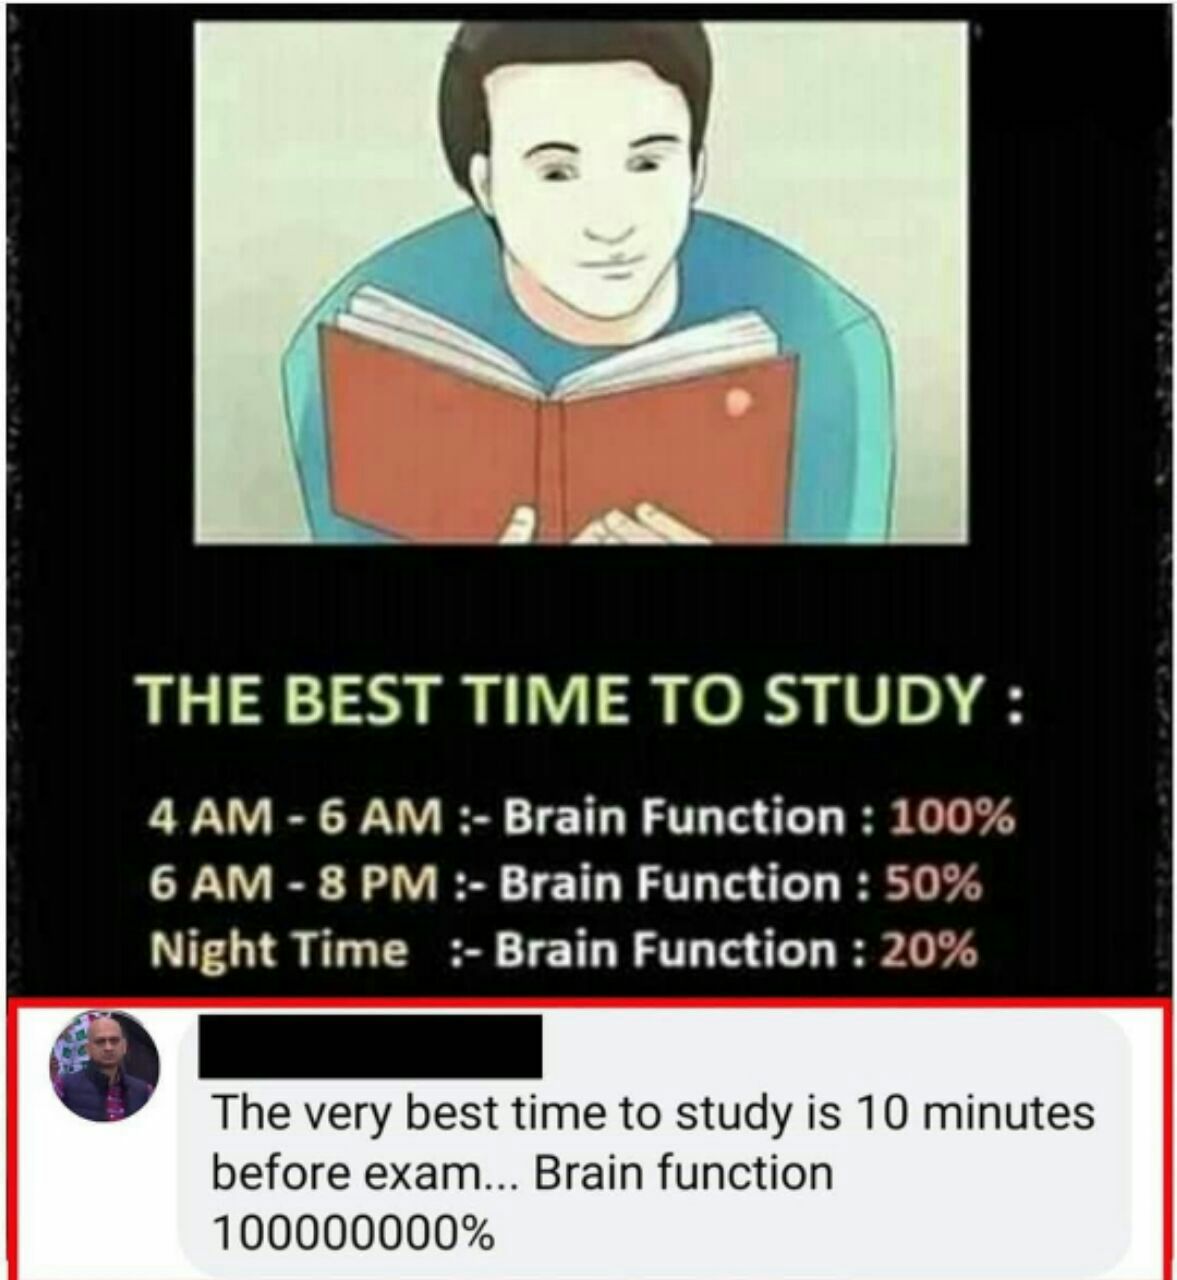 THE BEST TIME TO STUDY :
4 AM - 6 AM :- Brain Function : 100%
6 AM - 8 PM :- Brain Function : 50%
Night Time :- Brain Function : 20%
The very best time to study is 10 minutes
before exam... Brain function
1000000000%